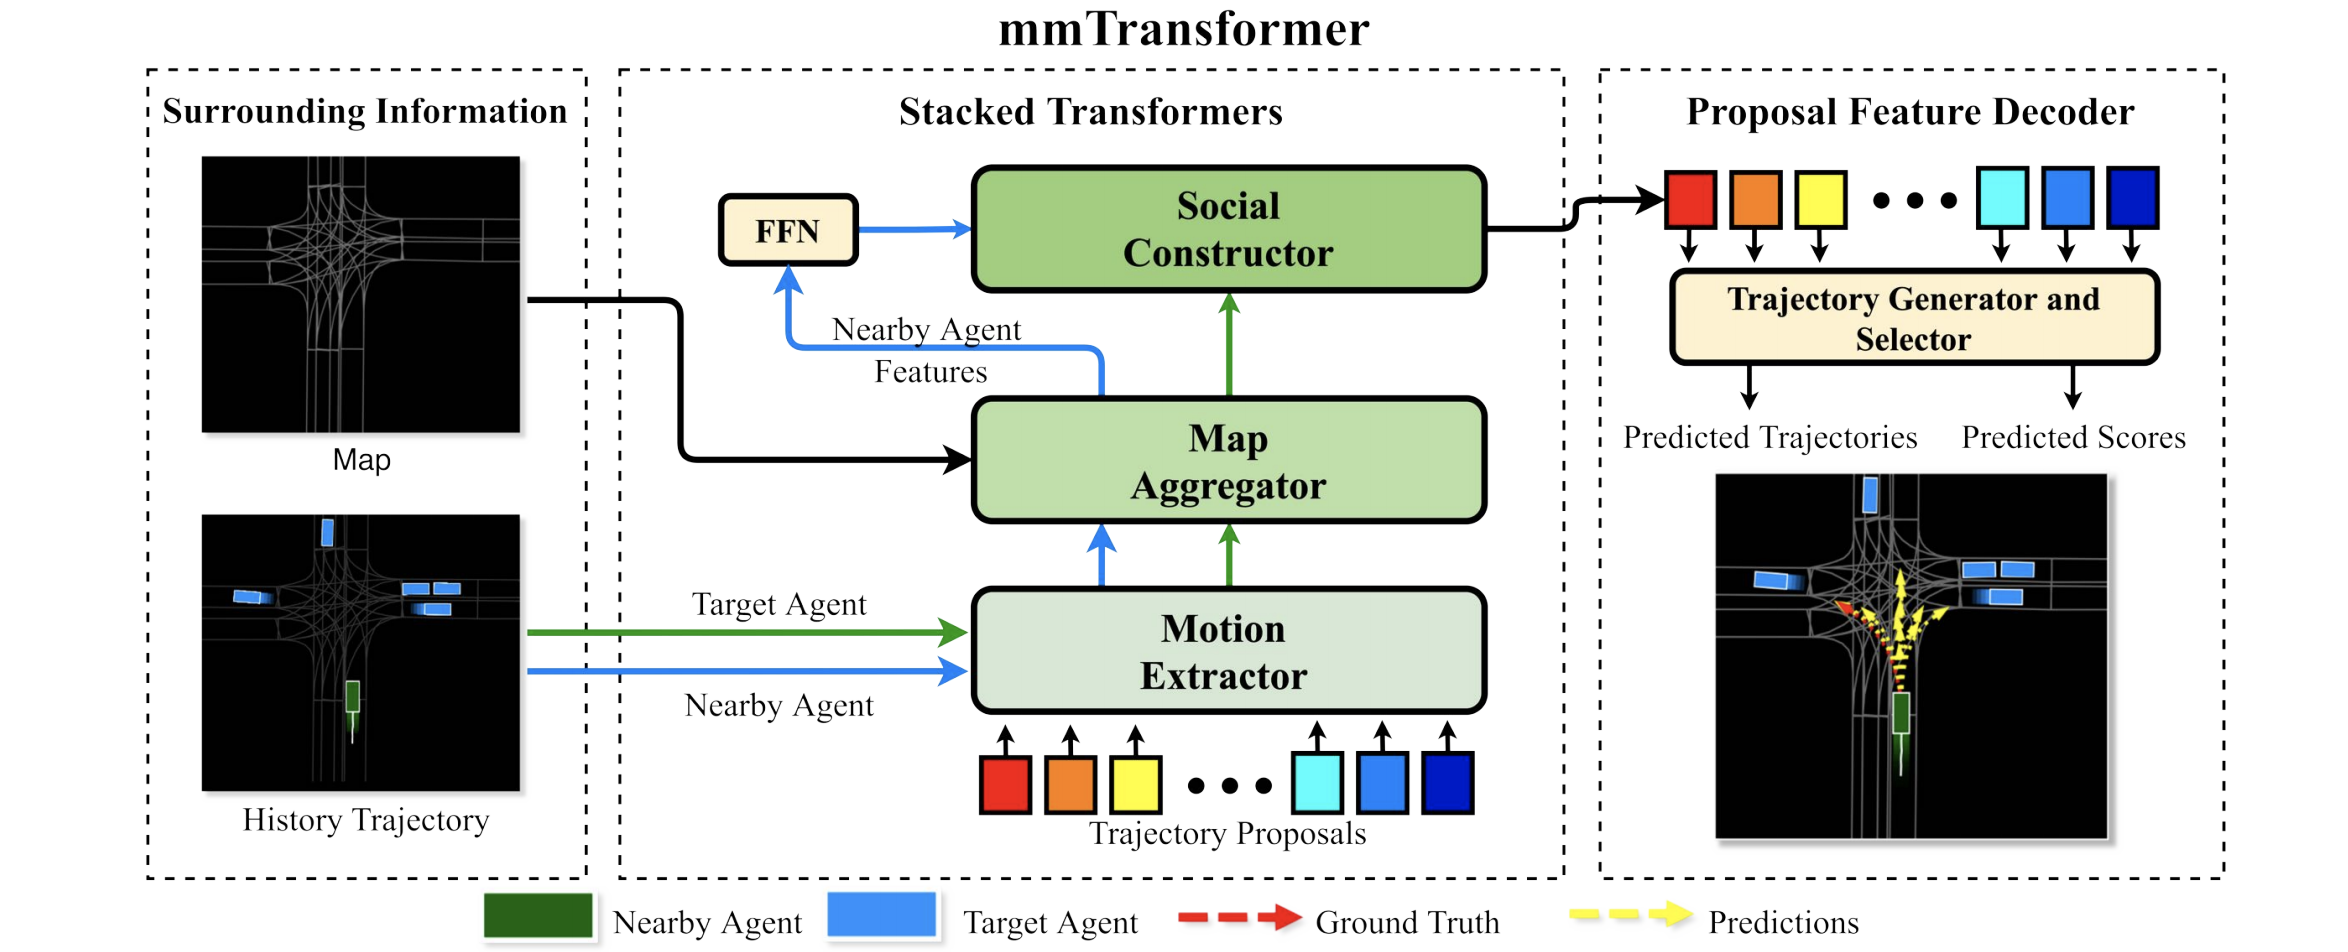 mmTransformer
Surrounding Information
Map
History Trajectory
Stacked Transformers
FFN
Social
Constructor
Nearby Agent
Features
Map
Aggregator
Target Agent
Nearby Agent
Motion
Extractor
Trajectory Proposals
Proposal Feature Decoder
Trajectory Generator and
Selector
Predicted Trajectories
Predicted Scores
Nearby Agent
Target Agent
Ground Truth
Predictions